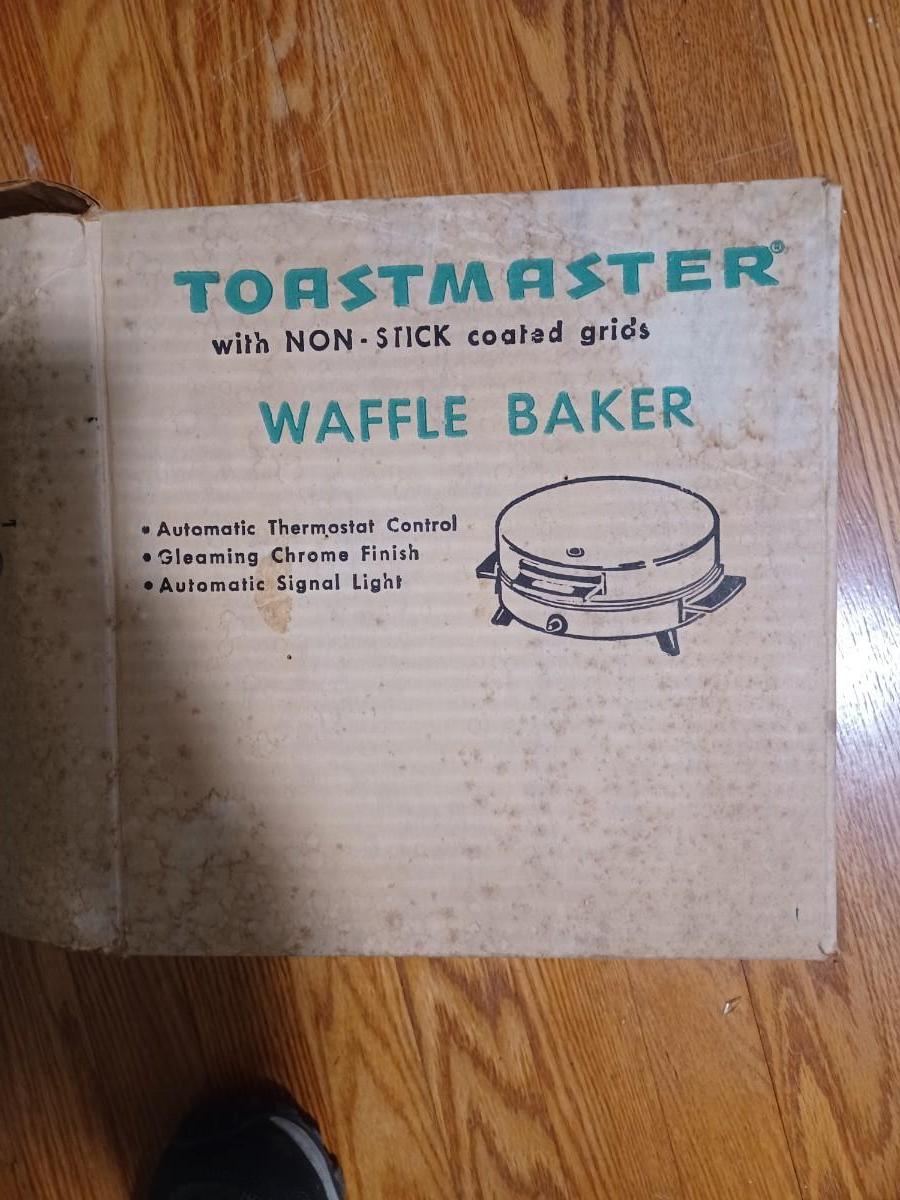 TOASTMASTER®
with NON-STICK coated grids
WAFFLE BAKER
• Automatic Thermostat Control
• Gleaming Chrome Finish
• Automatic Signal Light